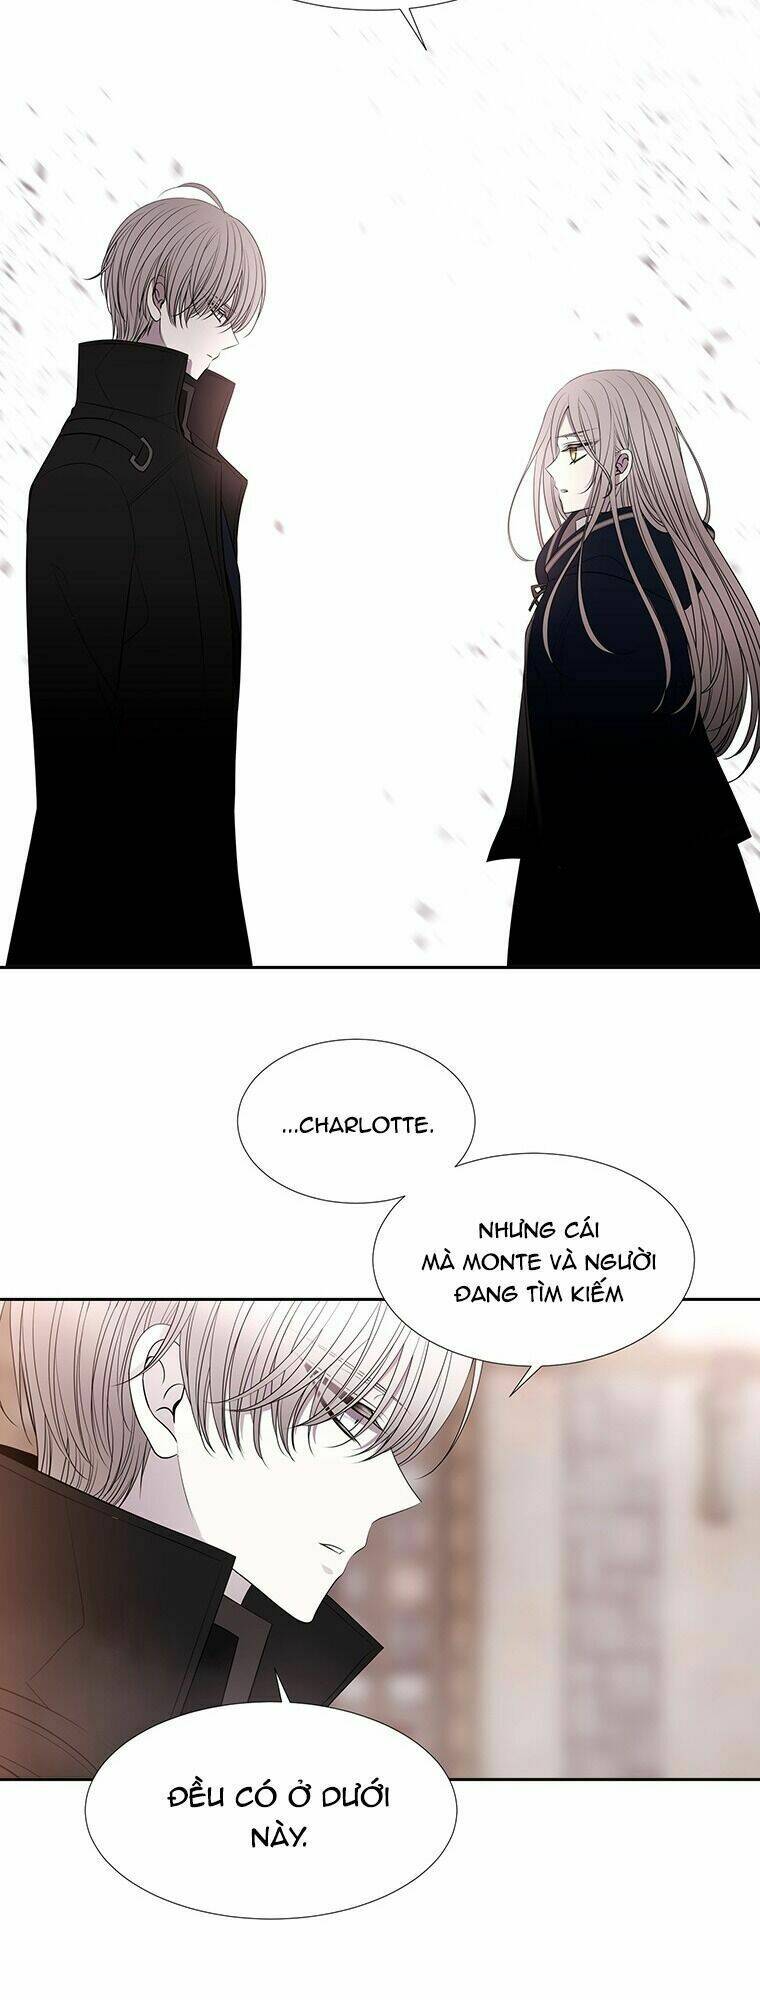 ...CHARLOTTE.
NHƯNG CÁI
MÀ MONTE VÀ NGƯỜI
ĐANG TÌM KIẾM
ĐỀU CÓ Ở DƯỚI
NÀY.